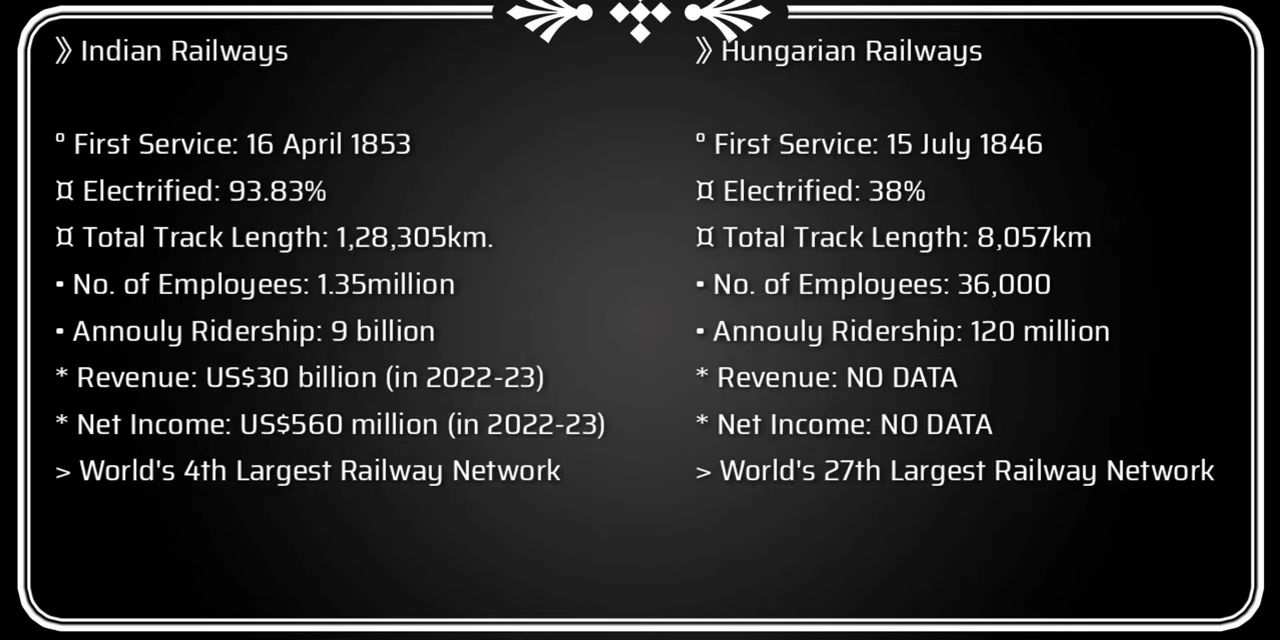 》Indian Railways
° First Service: 16 April 1853
¤ Electrified: 93.83%
¤ Total Track Length: 1,28,305km.
▪ No. of Employees: 1.35million
▪ Annouly Ridership: 9 billion
* Revenue: US$30 billion (in 2022-23)
* Net Income: US$560 million (in 2022-23)
> World's 4th Largest Railway Network
》Hungarian Railways
° First Service: 15 July 1846
¤ Electrified: 38%
¤ Total Track Length: 8,057km
▪ No. of Employees: 36,000
▪ Annouly Ridership: 120 million
* Revenue: NO DATA
* Net Income: NO DATA
> World's 27th Largest Railway Network